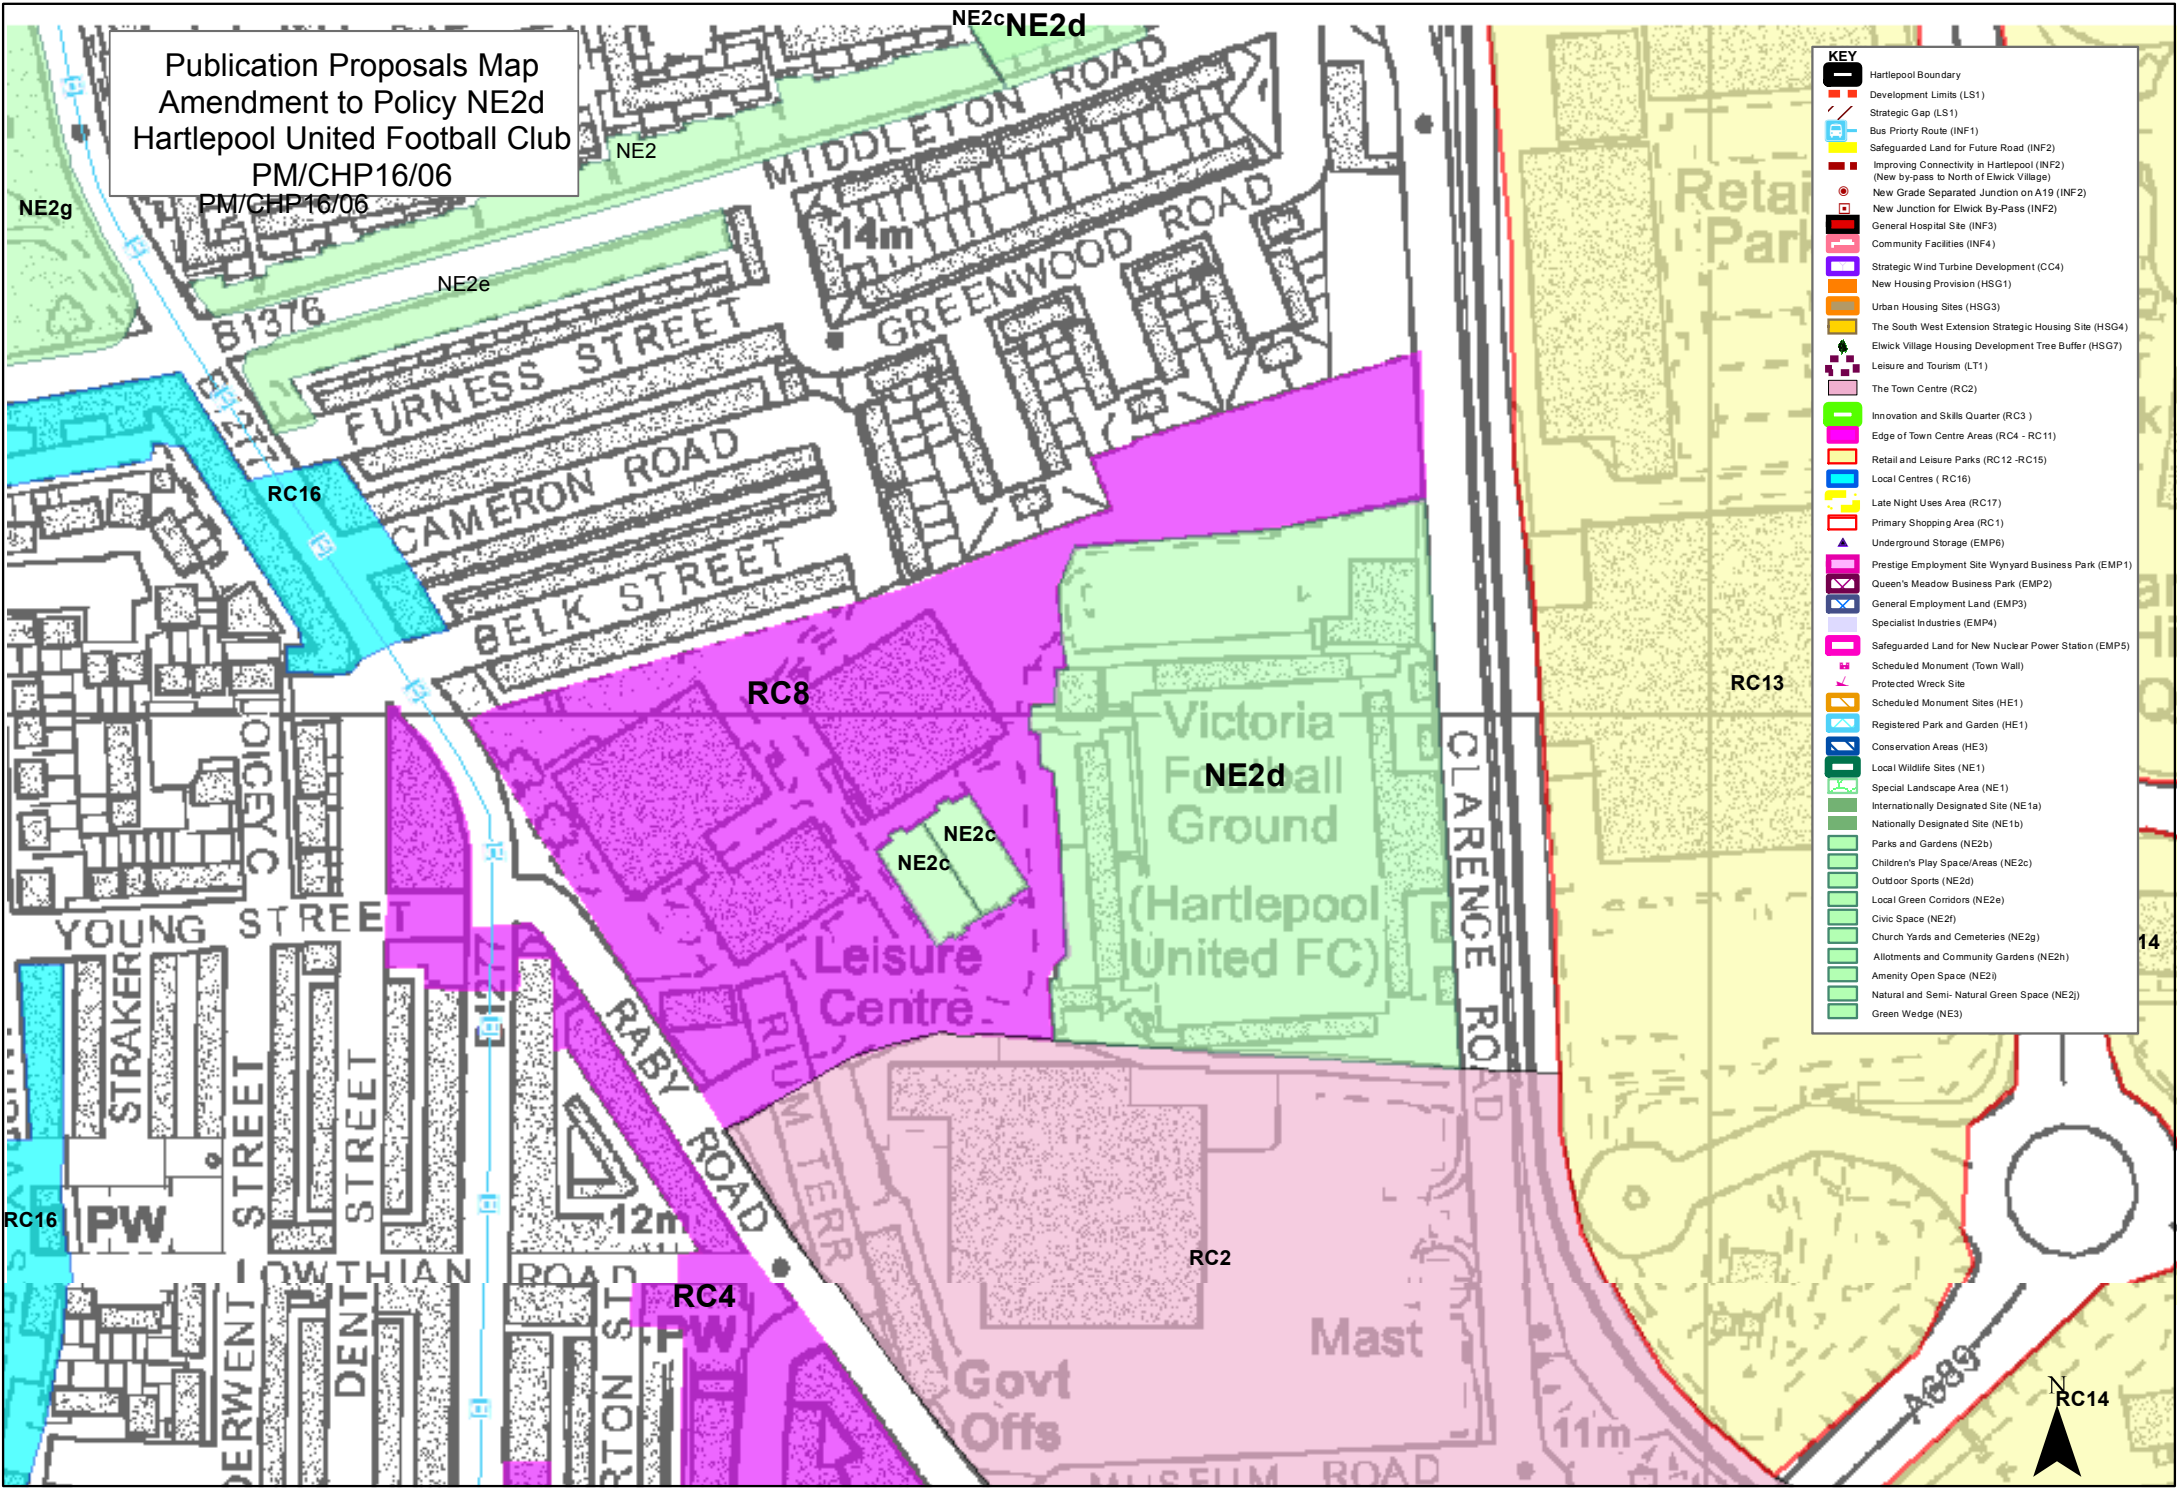 NE2c NE2d
Publication Proposals Map
Amendment to Policy NE2d
Hartlepool United Football Club
PM/CHP16/06
PM/CHP16/06
NE2g
NE2
NE2e
MIDDLETON ROAD
14m
GREENWOOD ROAD
B1376
FURNESS STREET
CAMERON ROAD
BELK STREET
RC16
RC8
Victoria
Football
Ground
(Hartlepool
United FC)
NE2d
NE2c
NE2c
Leisure
Centre
CLARENCE ROAD
RC13
Retai
Park
YOUNG STREET
STRAKER
STREET
STREET
RABY
ROAD
TERR
12m
PW
RC16
LOWTHIAN ROAD
RC4
PW
DERWENT
DENT
RTON ST
RC2
Mast
Govt
Offs
11m
MUSEUM ROAD
A689
N
RC14
14
KEY
Hartlepool Boundary
Development Limits (LS1)
Strategic Gap (LS1)
Bus Priorty Route (INF1)
Safeguarded Land for Future Road (INF2)
Improving Connectivity in Hartlepool (INF2)
(New by-pass to North of Elwick Village)
New Grade Separated Junction on A19 (INF2)
New Junction for Elwick By-Pass (INF2)
General Hospital Site (INF3)
Community Facilities (INF4)
Strategic Wind Turbine Development (CC4)
New Housing Provision (HSG1)
Urban Housing Sites (HSG3)
The South West Extension Strategic Housing Site (HSG4)
Elwick Village Housing Development Tree Buffer (HSG7)
Leisure and Tourism (LT1)
The Town Centre (RC2)
Innovation and Skills Quarter (RC3 )
Edge of Town Centre Areas (RC4 - RC11)
Retail and Leisure Parks (RC12 -RC15)
Local Centres ( RC16)
Late Night Uses Area (RC17)
Primary Shopping Area (RC1)
Underground Storage (EMP6)
Prestige Employment Site Wynyard Business Park (EMP1)
Queen's Meadow Business Park (EMP2)
General Employment Land (EMP3)
Specialist Industries (EMP4)
Safeguarded Land for New Nuclear Power Station (EMP5)
Scheduled Monument (Town Wall)
Protected Wreck Site
Scheduled Monument Sites (HE1)
Registered Park and Garden (HE1)
Conservation Areas (HE3)
Local Wildlife Sites (NE1)
Special Landscape Area (NE1)
Internationally Designated Site (NE1a)
Nationally Designated Site (NE1b)
Parks and Gardens (NE2b)
Children's Play Space/Areas (NE2c)
Outdoor Sports (NE2d)
Local Green Corridors (NE2e)
Civic Space (NE2f)
Church Yards and Cemeteries (NE2g)
Allotments and Community Gardens (NE2h)
Amenity Open Space (NE2i)
Natural and Semi- Natural Green Space (NE2j)
Green Wedge (NE3)